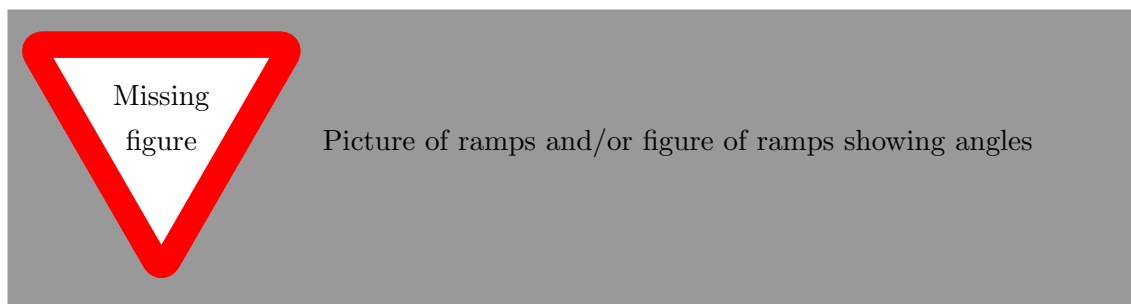 Missing
figure
Picture of ramps and/or figure of ramps showing angles